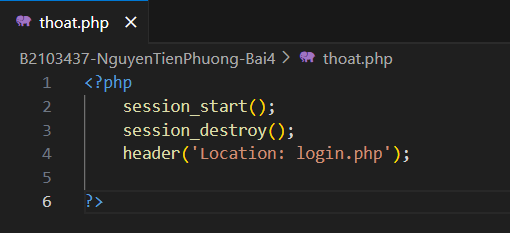 thoat.php
B2103437-NguyenTienPhuong-Bai4 > thoat.php
1 <?php
2 session_start();
3 session_destroy();
4 header('Location: login.php');
5
6 ?>